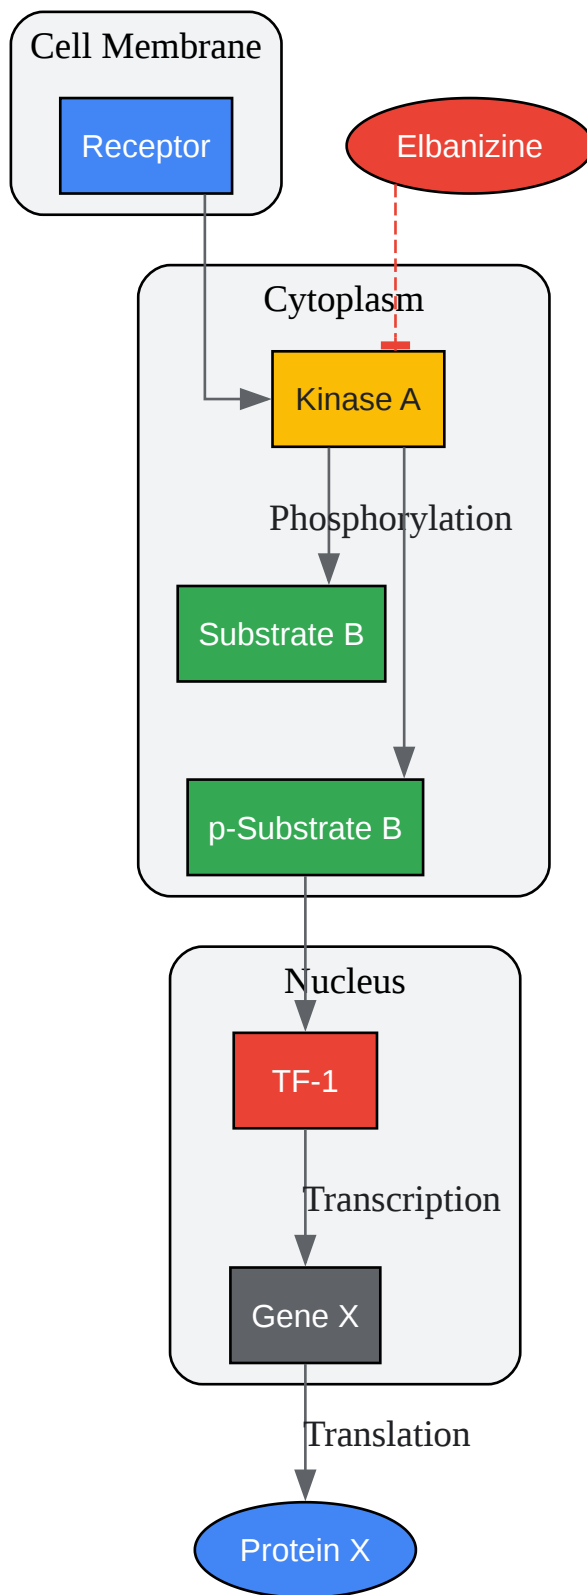 Cell Membrane
Receptor
Elbanizine
Cytoplasm
Kinase A
Phosphorylation
Substrate B
p-Substrate B
Nucleus
TF-1
Transcription
Gene X
Translation
Protein X